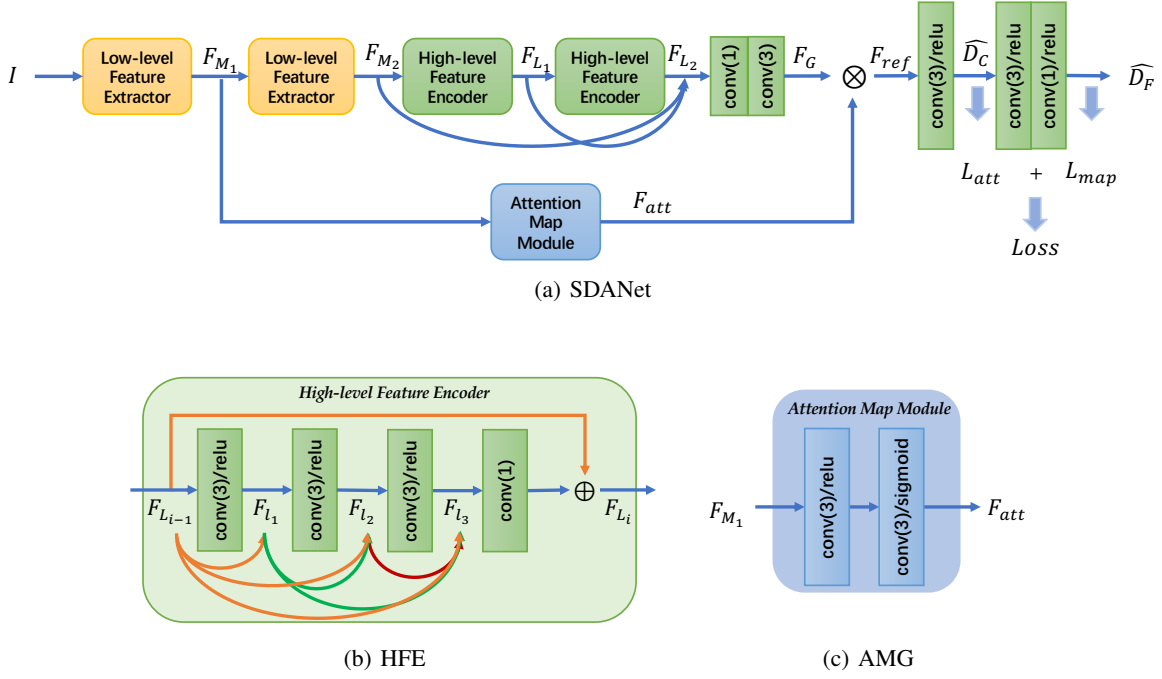 I
Low-level
Feature
Extractor
F_{M_1}
Low-level
Feature
Extractor
F_{M_2}
High-level
Feature
Encoder
F_{L_1}
High-level
Feature
Encoder
F_{L_2}
conv(1)
conv(3)
F_G
⊗
F_{ref}
conv(3)/relu
\widehat{D_C}
conv(3)/relu
conv(1)/relu
\widehat{D_F}
L_{att} + L_{map}
Loss
Attention
Map
Module
F_{att}
(a) SDANet
High-level Feature Encoder
F_{L_{i-1}}
conv(3)/relu
F_{l_1}
conv(3)/relu
F_{l_2}
conv(3)/relu
F_{l_3}
conv(1)
⊕
F_{L_i}
(b) HFE
Attention Map Module
F_{M_1}
conv(3)/relu
conv(3)/sigmoid
F_{att}
(c) AMG